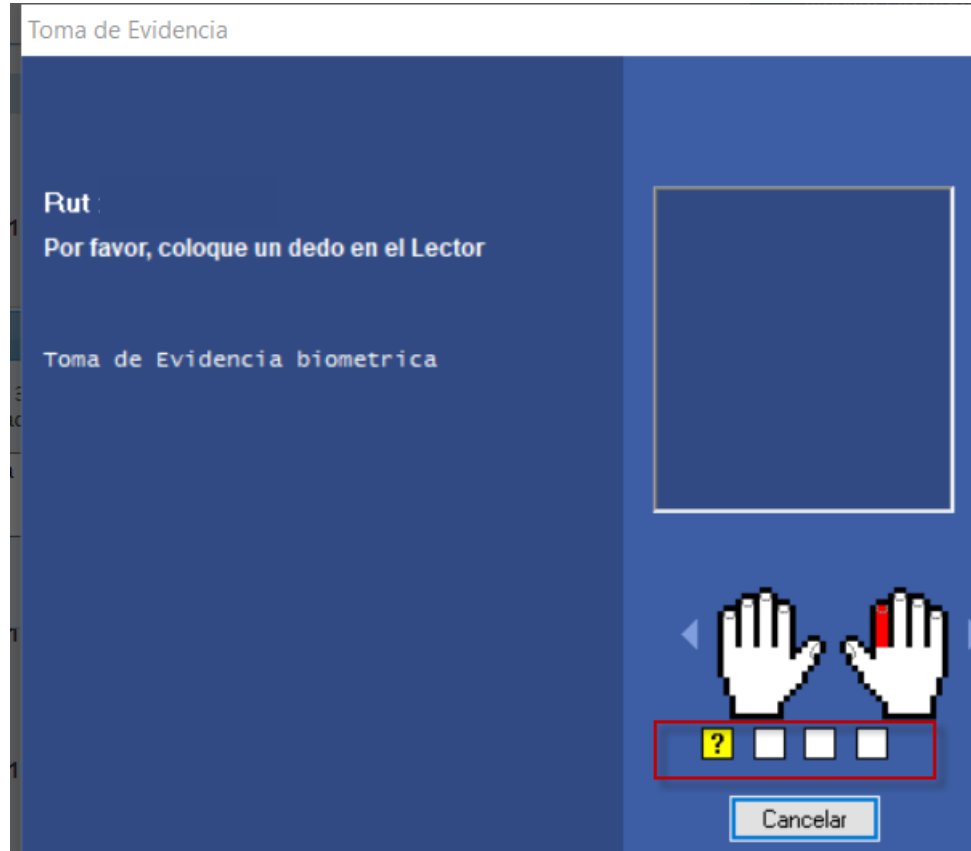 Toma de Evidencia
Rut :
Por favor, coloque un dedo en el Lector
Toma de Evidencia biometrica
?
Cancelar